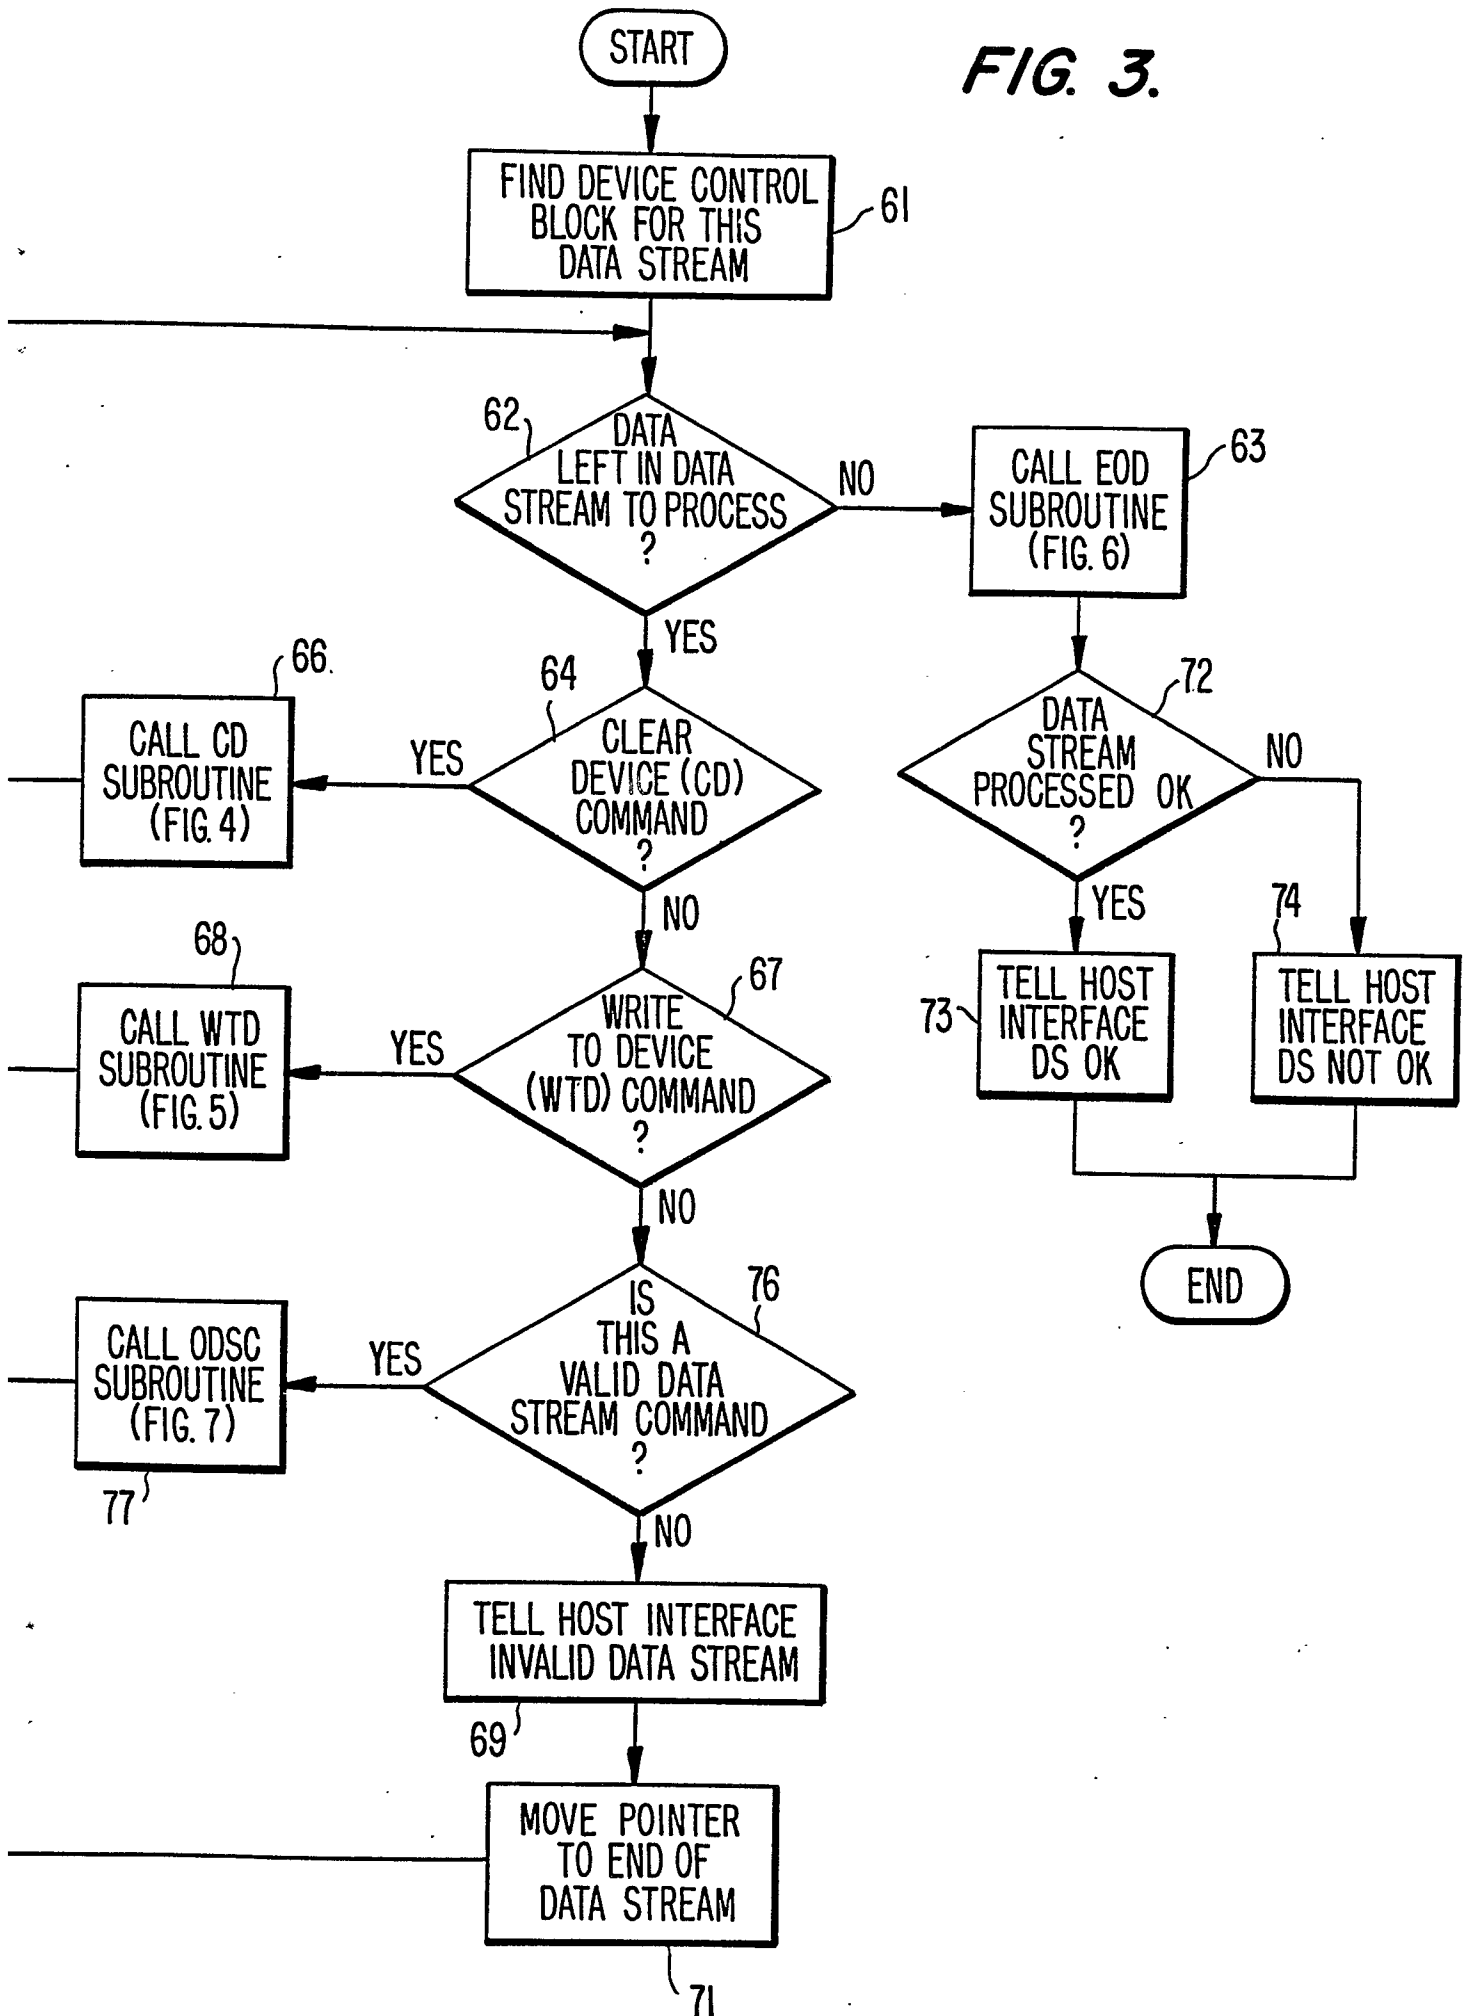 START
FIG. 3.
FIND DEVICE CONTROL
BLOCK FOR THIS
DATA STREAM
61
62
DATA
LEFT IN DATA
STREAM TO PROCESS
?
NO
CALL EOD
SUBROUTINE
(FIG. 6)
63
YES
66
CALL CD
SUBROUTINE
(FIG. 4)
YES
64
CLEAR
DEVICE (CD)
COMMAND
?
NO
72
DATA
STREAM
PROCESSED OK
?
NO
YES
68
CALL WTD
SUBROUTINE
(FIG. 5)
YES
67
WRITE
TO DEVICE
(WTD) COMMAND
?
NO
73
TELL HOST
INTERFACE
DS OK
74
TELL HOST
INTERFACE
DS NOT OK
END
CALL ODSC
SUBROUTINE
(FIG. 7)
77
YES
76
IS
THIS A
VALID DATA
STREAM COMMAND
?
NO
TELL HOST INTERFACE
INVALID DATA STREAM
69
MOVE POINTER
TO END OF
DATA STREAM
71